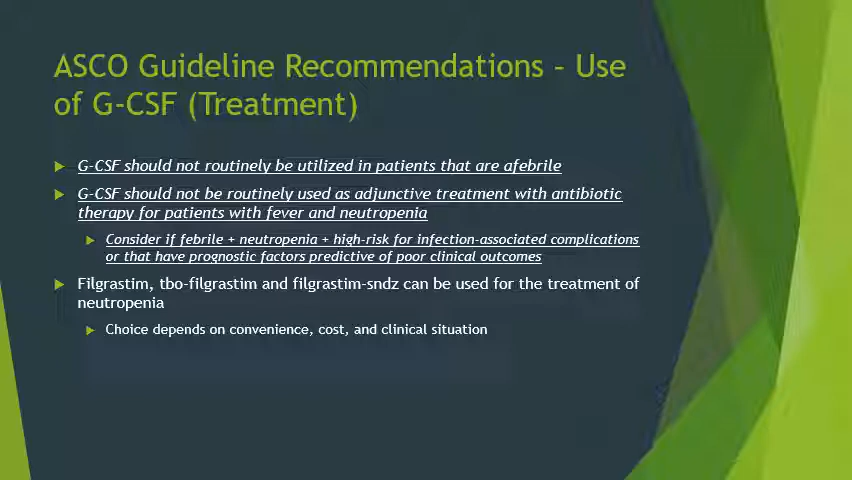 ASCO Guideline Recommendations – Use
of G-CSF (Treatment)
G-CSF should not routinely be utilized in patients that are afebrile
G-CSF should not be routinely used as adjunctive treatment with antibiotic
therapy for patients with fever and neutropenia
Consider if febrile + neutropenia + high-risk for infection-associated complications
or that have prognostic factors predictive of poor clinical outcomes
Filgrastim, tbo-filgrastim and filgrastim-sndz can be used for the treatment of
neutropenia
Choice depends on convenience, cost, and clinical situation